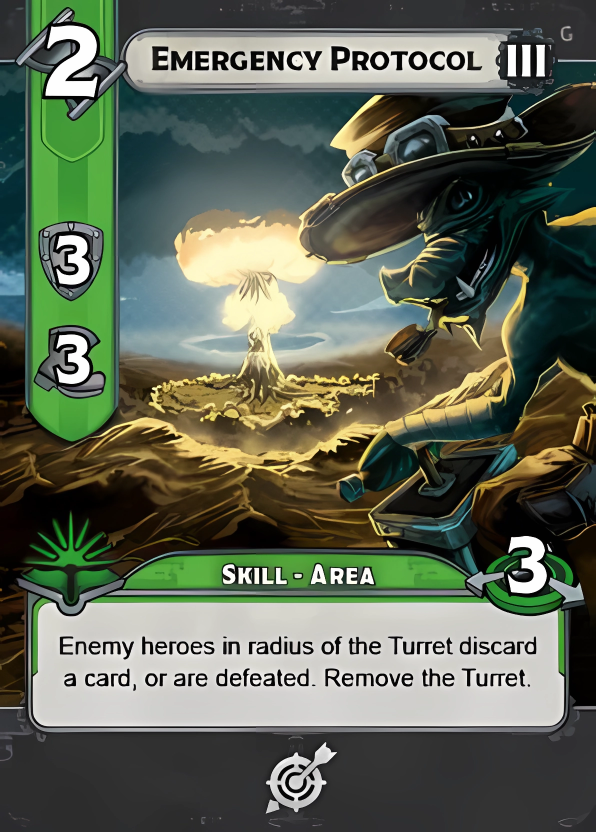 2
EMERGENCY PROTOCOL III
G
3
3
SKILL - AREA
3
Enemy heroes in radius of the Turret discard
a card, or are defeated. Remove the Turret.